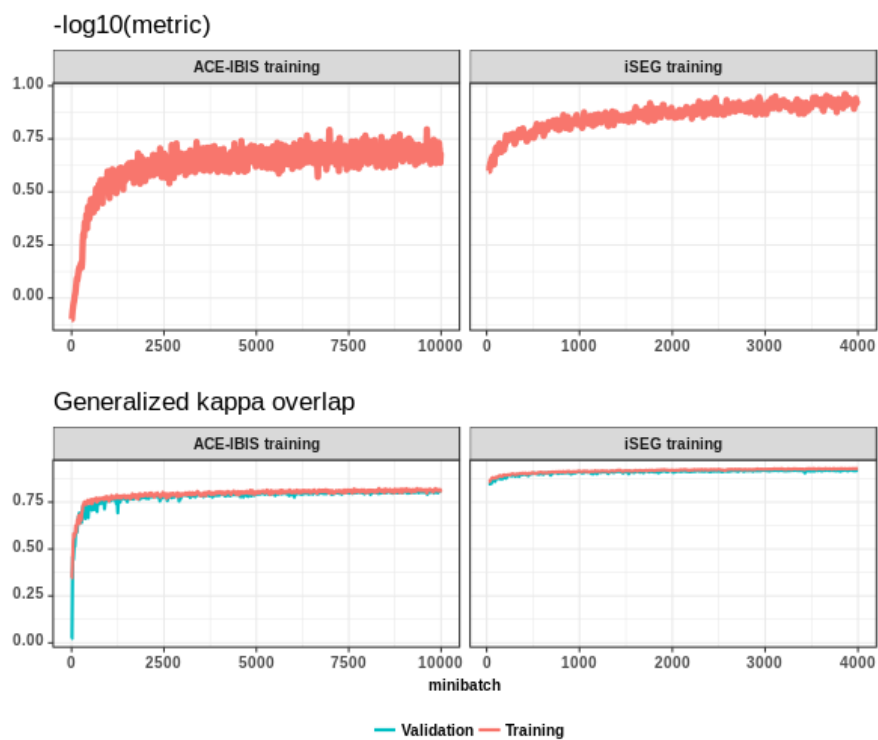 -log10(metric)
ACE-IBIS training
iSEG training
1.00
0.75
0.50
0.25
0.00
0 2500 5000 7500 10000
0 1000 2000 3000 4000
Generalized kappa overlap
ACE-IBIS training
iSEG training
0.75
0.50
0.25
0.00
0 2500 5000 7500 10000
0 1000 2000 3000 4000
minibatch
Validation Training